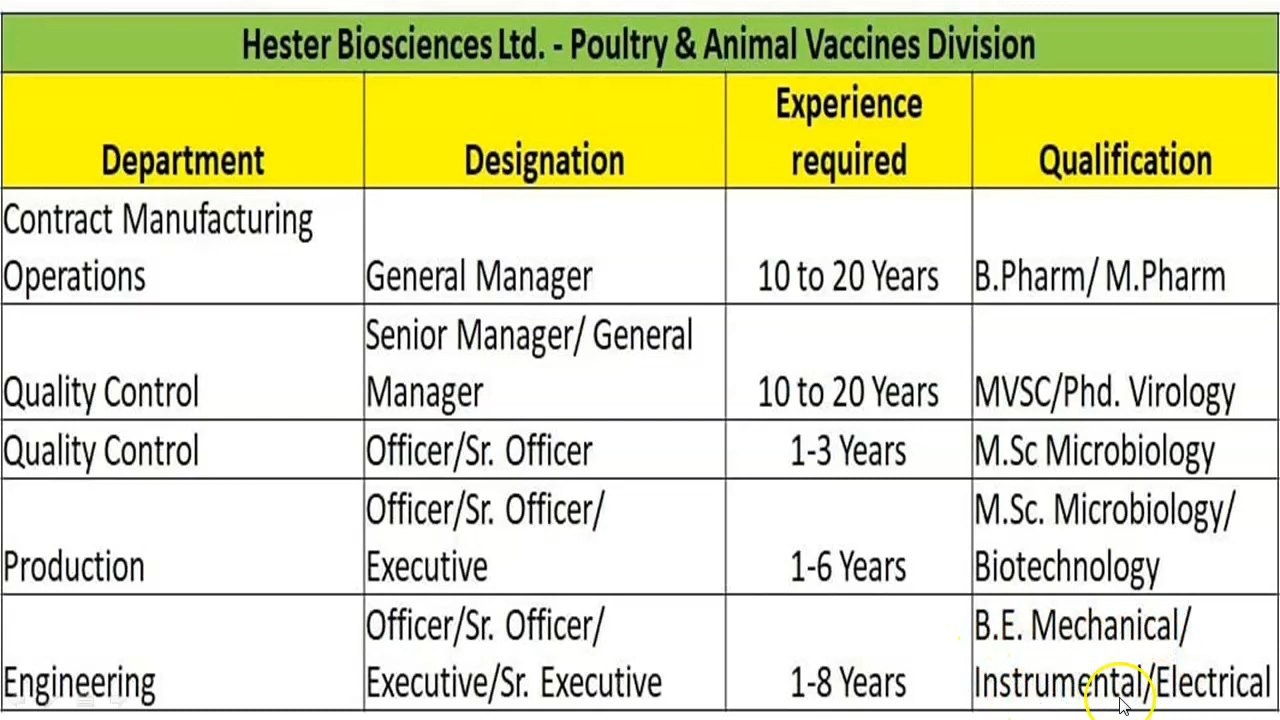 Hester Biosciences Ltd. - Poultry & Animal Vaccines Division
Department Designation Experience required Qualification
Contract Manufacturing Operations General Manager 10 to 20 Years B.Pharm/ M.Pharm
Quality Control Senior Manager/ General Manager 10 to 20 Years MVSC/Phd. Virology
Quality Control Officer/Sr. Officer 1-3 Years M.Sc Microbiology
Production Officer/Sr. Officer/ Executive 1-6 Years M.Sc. Microbiology/ Biotechnology
Engineering Officer/Sr. Officer/ Executive/Sr. Executive 1-8 Years B.E. Mechanical/ Instrumental/Electrical